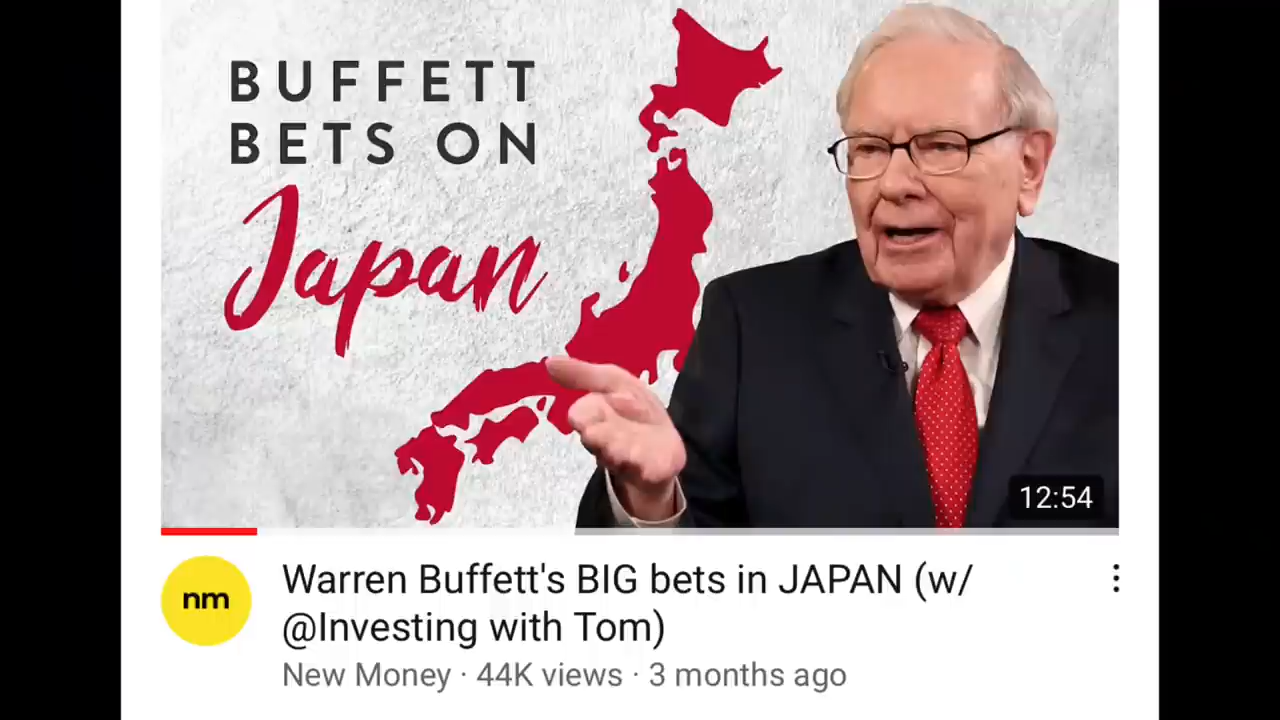 BUFFETT
BETS ON
Japan
12:54
nm
Warren Buffett's BIG bets in JAPAN (w/
@Investing with Tom)
New Money · 44K views · 3 months ago